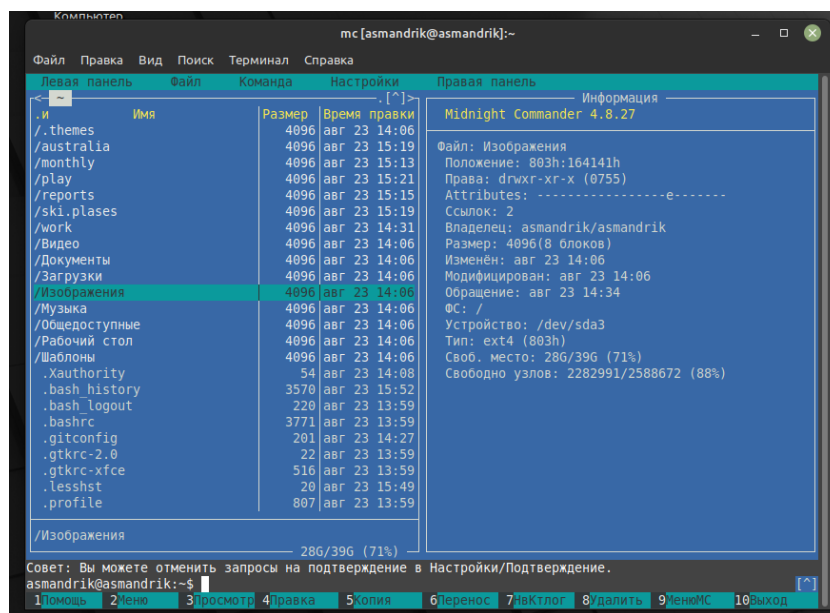 Компьютер
mc [asmandrik@asmandrik]:~
Файл Правка Вид Поиск Терминал Справка
Левая панель Файл Команда Настройки Правая панель
<─ ~ ─.[^]>
.и Имя Размер Время правки
/.themes 4096 авг 23 14:06
/australia 4096 авг 23 15:19
/monthly 4096 авг 23 15:13
/play 4096 авг 23 15:21
/reports 4096 авг 23 15:15
/ski.plases 4096 авг 23 15:19
/work 4096 авг 23 14:31
/Видео 4096 авг 23 14:06
/Документы 4096 авг 23 14:06
/Загрузки 4096 авг 23 14:06
/Изображения 4096 авг 23 14:06
/Музыка 4096 авг 23 14:06
/Общедоступные 4096 авг 23 14:06
/Рабочий стол 4096 авг 23 14:06
/Шаблоны 4096 авг 23 14:06
.Xauthority 54 авг 23 14:08
.bash_history 3570 авг 23 15:52
.bash_logout 220 авг 23 13:59
.bashrc 3771 авг 23 13:59
.gitconfig 201 авг 23 14:27
.gtkrc-2.0 22 авг 23 13:59
.gtkrc-xfce 516 авг 23 13:59
.lesshst 20 авг 23 15:49
.profile 807 авг 23 13:59
/Изображения
28G/39G (71%)
Информация
Midnight Commander 4.8.27
Файл: Изображения
Положение: 803h:164141h
Права: drwxr-xr-x (0755)
Attributes: -----------------e-------
Ссылок: 2
Владелец: asmandrik/asmandrik
Размер: 4096(8 блоков)
Изменён: авг 23 14:06
Модифицирован: авг 23 14:06
Обращение: авг 23 14:34
ФС: /
Устройство: /dev/sda3
Тип: ext4 (803h)
Своб. место: 28G/39G (71%)
Свободно узлов: 2282991/2588672 (88%)
Совет: Вы можете отменить запросы на подтверждение в Настройки/Подтверждение.
asmandrik@asmandrik:~$ [^]
1Помощь 2Меню 3Просмотр 4Правка 5Копия 6Перенос 7НвКтлог 8Удалить 9МенюМС 10Выход